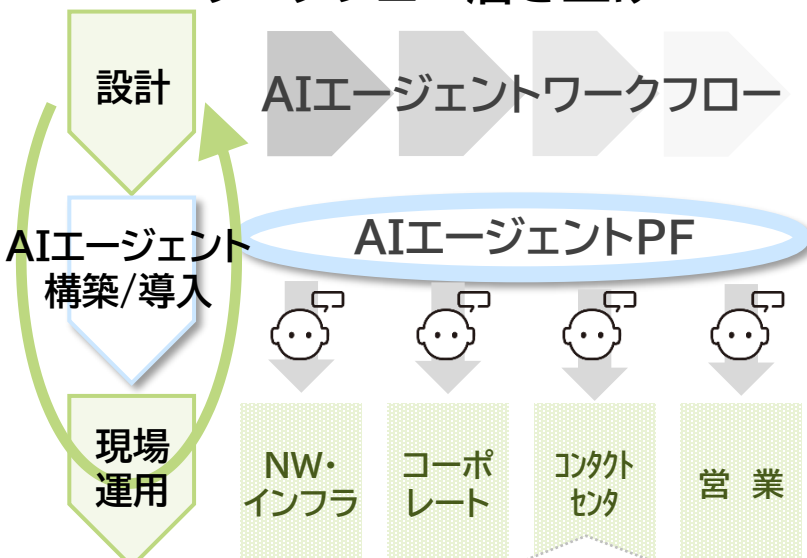 設計
AIエージェントワークフロー
AIエージェント
構築/導入
AIエージェントPF
現場
運用
NW・
インフラ
コーポ
レート
コンタクト
センタ
営 業